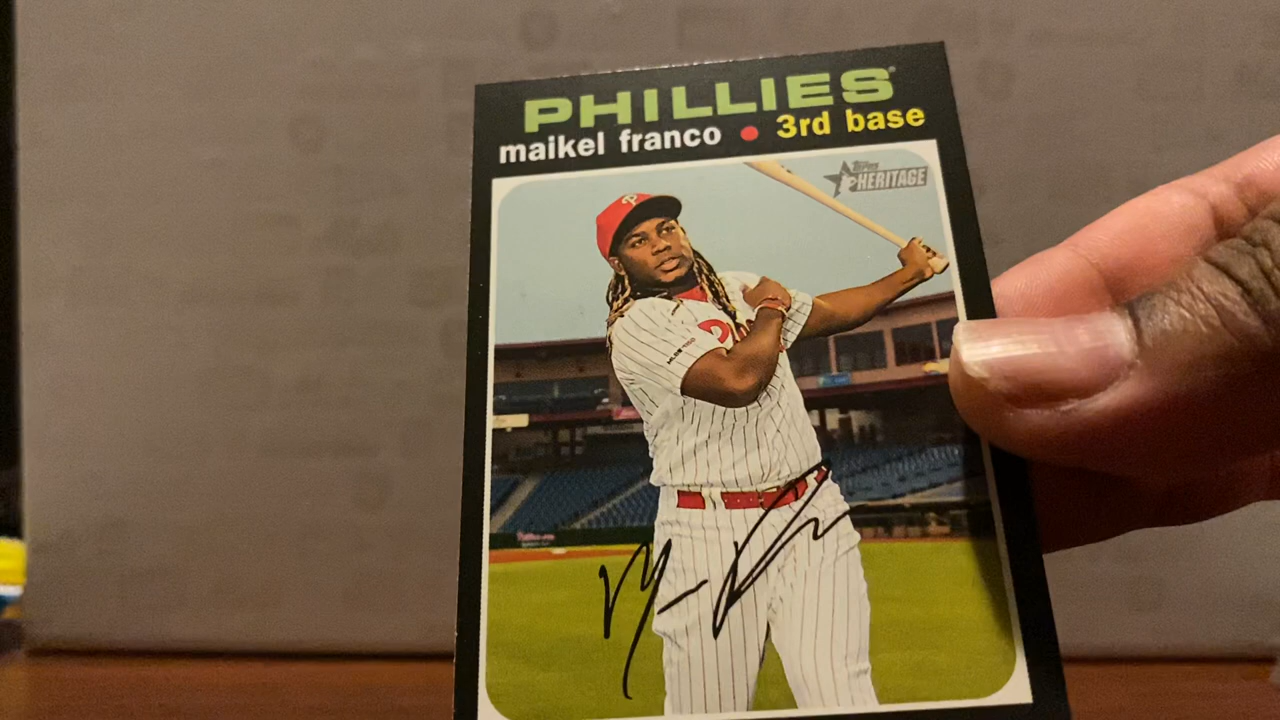 PHILLIES
maikel franco • 3rd base
Topps
HERITAGE
P